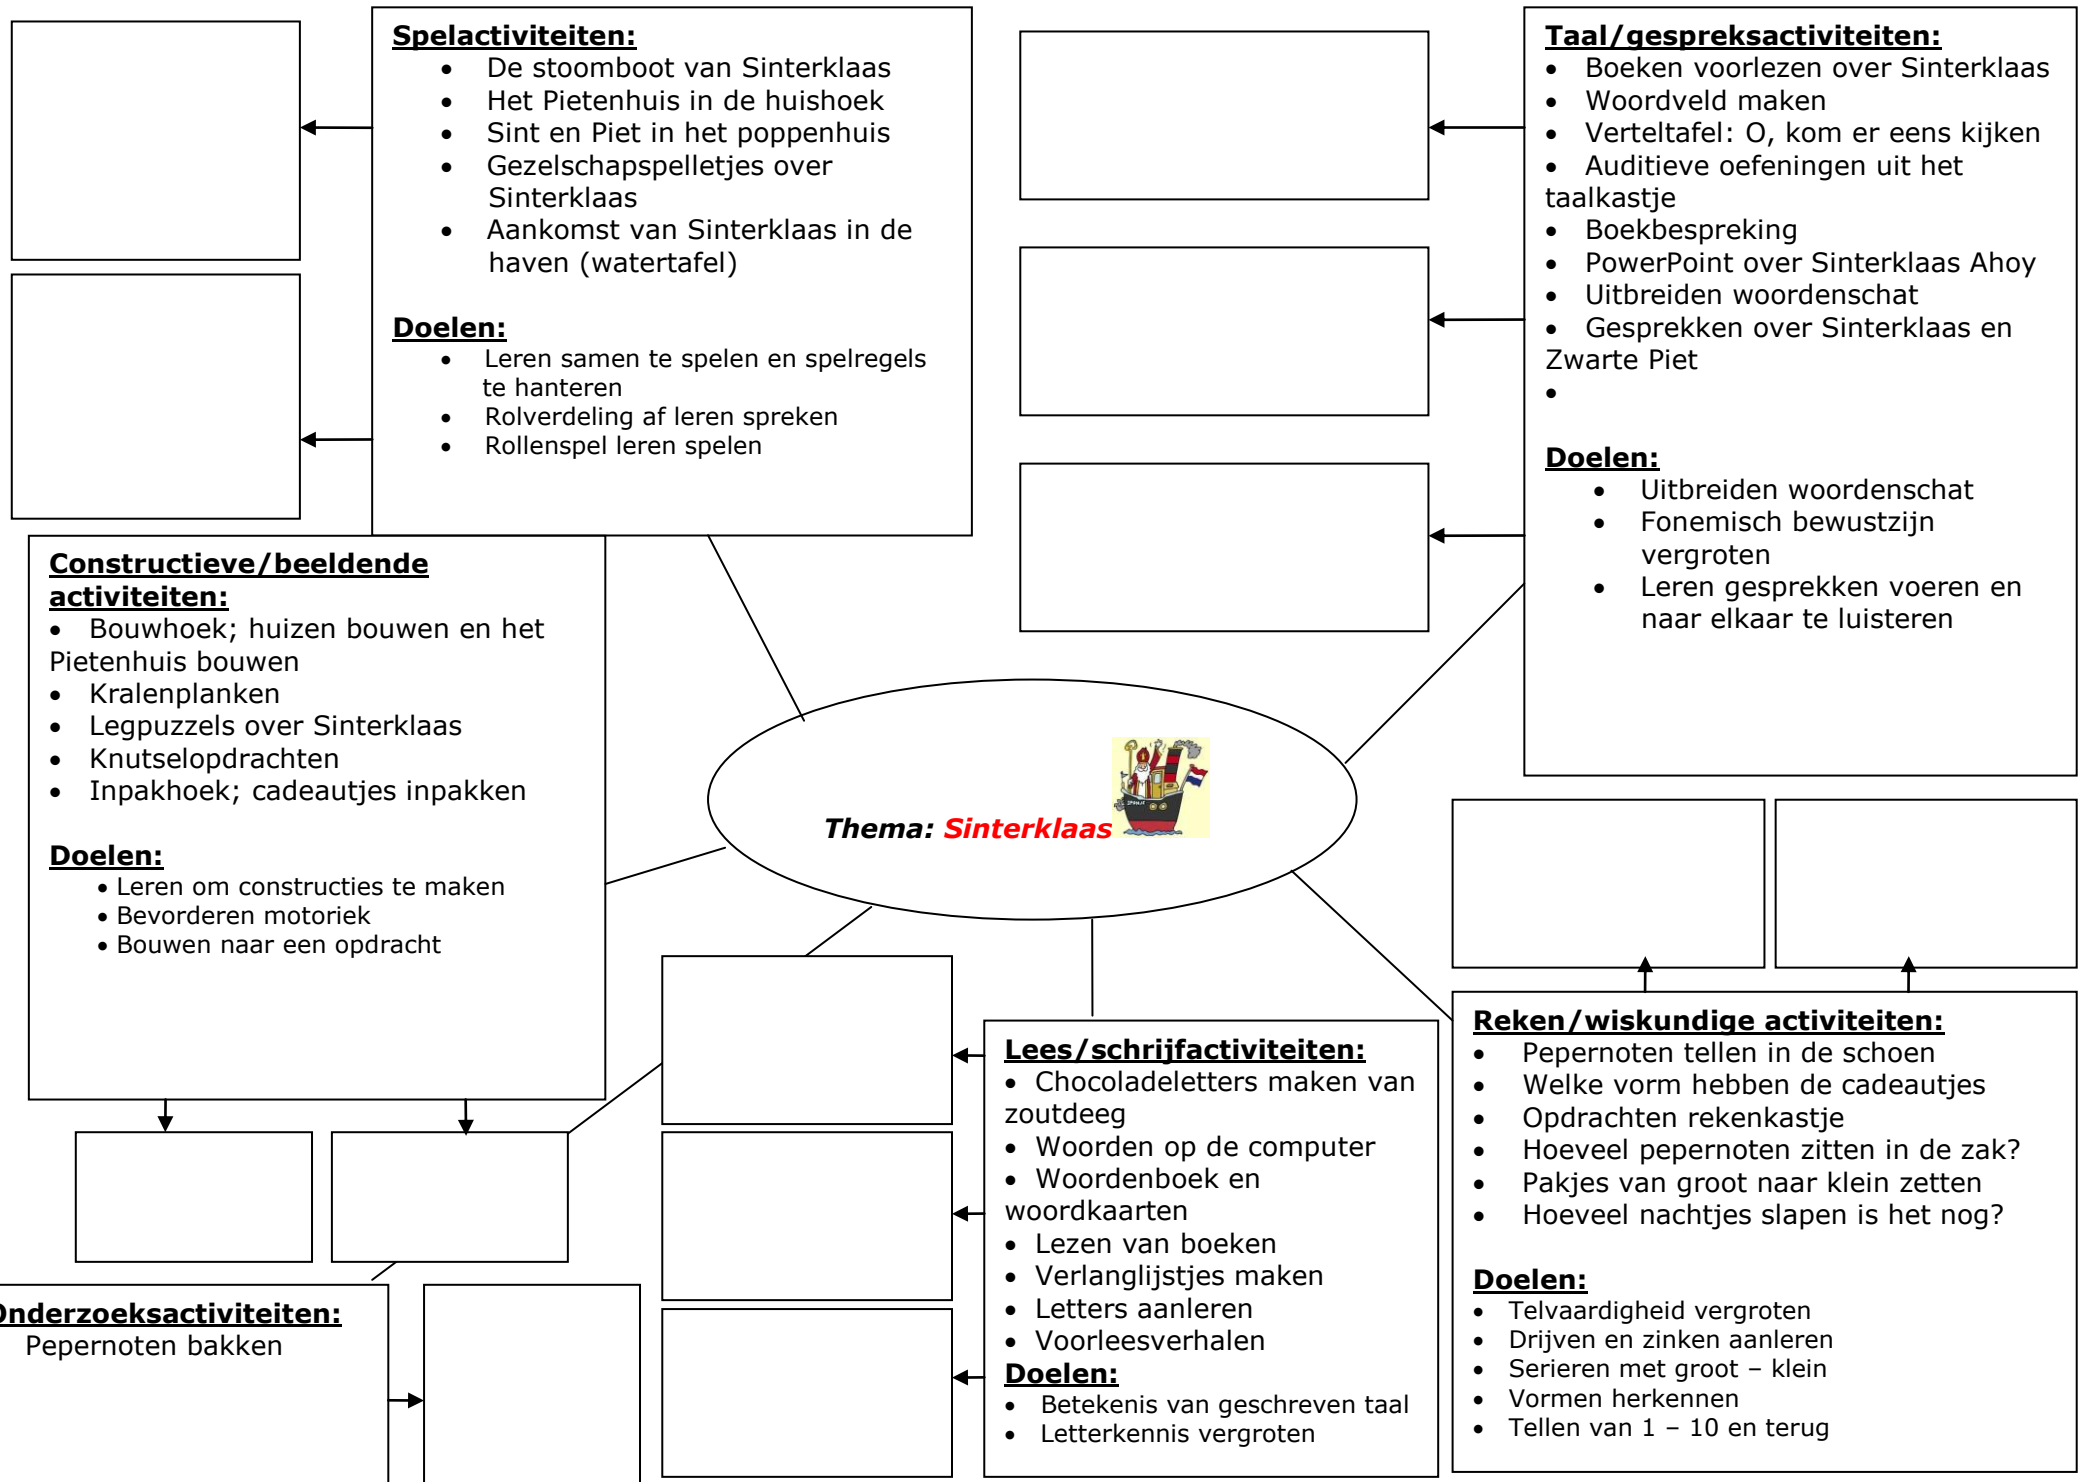 Spelactiviteiten:
• De stoomboot van Sinterklaas
• Het Pietenhuis in de huishoek
• Sint en Piet in het poppenhuis
• Gezelschapspelletjes over
Sinterklaas
• Aankomst van Sinterklaas in de
haven (watertafel)
Doelen:
• Leren samen te spelen en spelregels
te hanteren
• Rolverdeling af leren spreken
• Rollenspel leren spelen
Taal/gespreksactiviteiten:
• Boeken voorlezen over Sinterklaas
• Woordveld maken
• Verteltafel: O, kom er eens kijken
• Auditieve oefeningen uit het
taalkastje
• Boekbespreking
• PowerPoint over Sinterklaas Ahoy
• Uitbreiden woordenschat
• Gesprekken over Sinterklaas en
Zwarte Piet
•
Doelen:
• Uitbreiden woordenschat
• Fonemisch bewustzijn
vergroten
• Leren gesprekken voeren en
naar elkaar te luisteren
Constructieve/beeldende
activiteiten:
• Bouwhoek; huizen bouwen en het
Pietenhuis bouwen
• Kralenplanken
• Legpuzzels over Sinterklaas
• Knutselopdrachten
• Inpakhoek; cadeautjes inpakken
Doelen:
• Leren om constructies te maken
• Bevorderen motoriek
• Bouwen naar een opdracht
Thema: Sinterklaas
Lees/schrijfactiviteiten:
• Chocoladeletters maken van
zoutdeeg
• Woorden op de computer
• Woordenboek en
woordkaarten
• Lezen van boeken
• Verlanglijstjes maken
• Letters aanleren
• Voorleesverhalen
Doelen:
• Betekenis van geschreven taal
• Letterkennis vergroten
Reken/wiskundige activiteiten:
• Pepernoten tellen in de schoen
• Welke vorm hebben de cadeautjes
• Opdrachten rekenkastje
• Hoeveel pepernoten zitten in de zak?
• Pakjes van groot naar klein zetten
• Hoeveel nachtjes slapen is het nog?
Doelen:
• Telvaardigheid vergroten
• Drijven en zinken aanleren
• Serieren met groot – klein
• Vormen herkennen
• Tellen van 1 – 10 en terug
Onderzoeksactiviteiten:
Pepernoten bakken